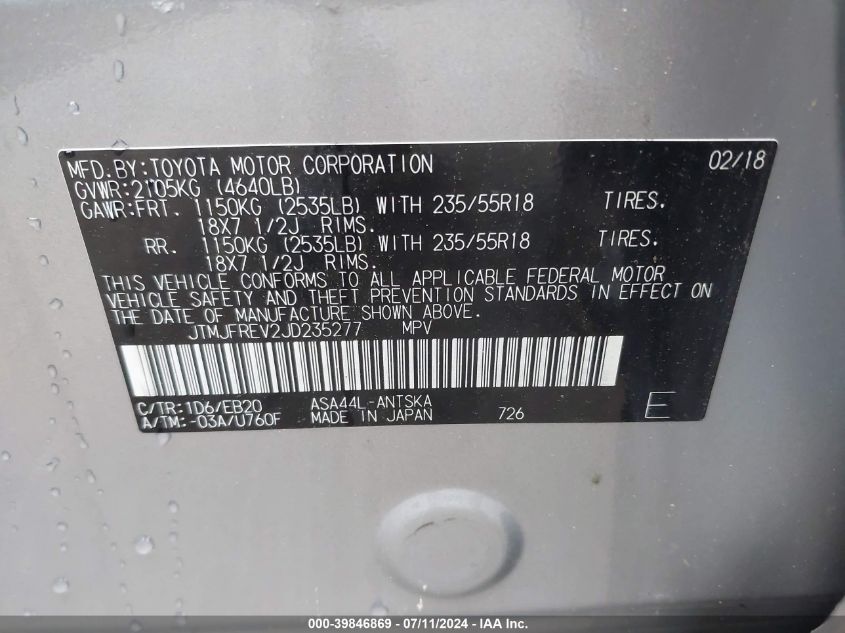 MFD.BY:TOYOTA MOTOR CORPORATION 02/18
GVWR:2105KG (4640LB)
GAWR:FRT. 1150KG (2535LB) WITH 235/55R18 TIRES.
18X7 1/2J RIMS.
RR. 1150KG (2535LB) WITH 235/55R18 TIRES.
18X7 1/2J RIMS.
THIS VEHICLE CONFORMS TO ALL APPLICABLE FEDERAL MOTOR
VEHICLE SAFETY AND THEFT PREVENTION STANDARDS IN EFFECT ON
THE DATE OF MANUFACTURE SHOWN ABOVE.
JTMJFREV2JD235277 MPV
C/TR:1D6/EB20 ASA44L-ANTSKA
A/TM:-03A/U760F MADE IN JAPAN 726 E
000-39846869 - 07/11/2024 - IAA Inc.